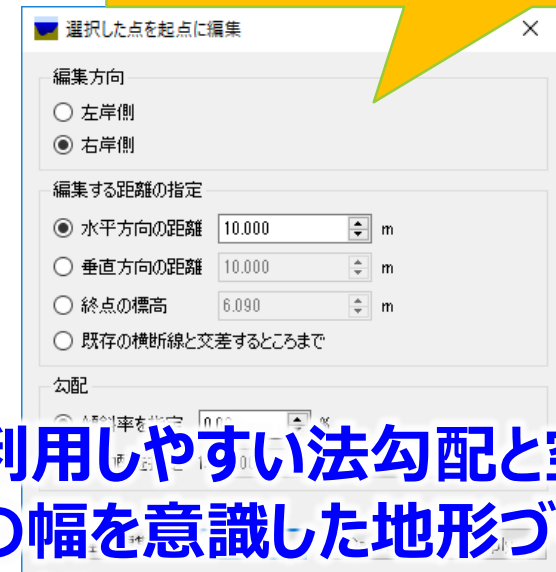 選択した点を起点に編集
編集方向
左岸側
右岸側
編集する距離の指定
水平方向の距離 10.000 m
垂直方向の距離 10.000 m
終点の標高 6.090 m
既存の横断線と交差するところまで
勾配
利用しやすい法勾配と
の幅を意識した地形づ